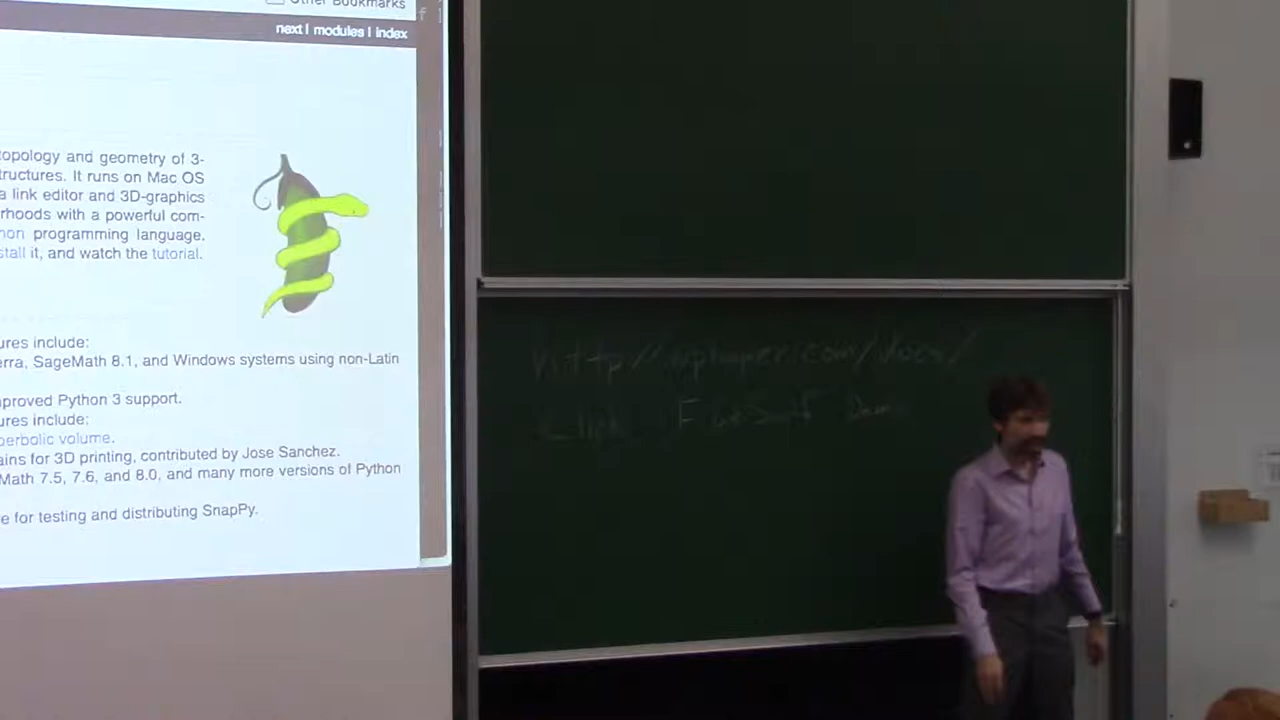 Other Bookmarks
next | modules | index
topology and geometry of 3-
tructures. It runs on Mac OS
a link editor and 3D-graphics
rhoods with a powerful com-
hon programming language.
stall it, and watch the tutorial.
ures include:
erra, SageMath 8.1, and Windows systems using non-Latin
mproved Python 3 support.
ures include:
perbolic volume.
ains for 3D printing, contributed by Jose Sanchez.
Math 7.5, 7.6, and 8.0, and many more versions of Python
e for testing and distributing SnapPy.
click